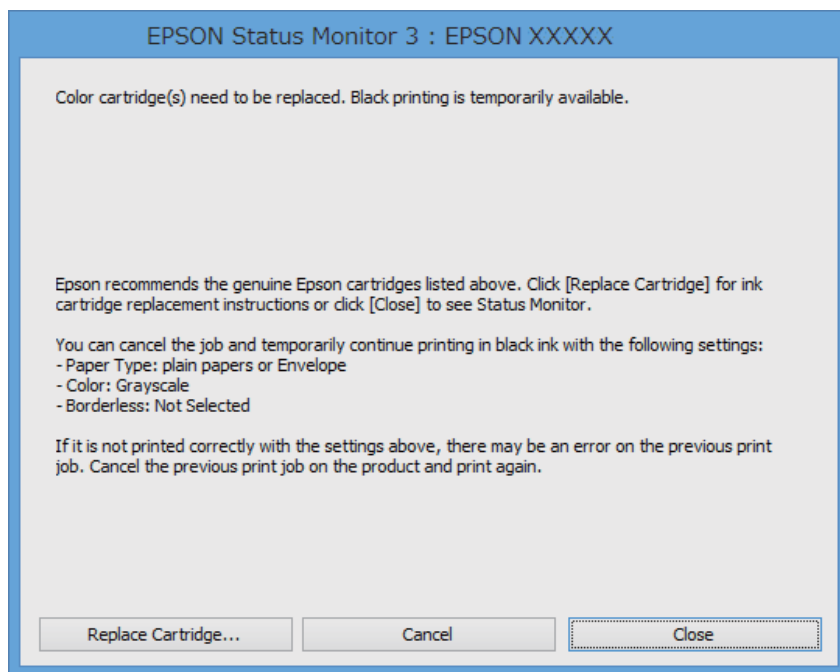 EPSON Status Monitor 3 : EPSON XXXXX
Color cartridge(s) need to be replaced. Black printing is temporarily available.
Epson recommends the genuine Epson cartridges listed above. Click [Replace Cartridge] for ink
cartridge replacement instructions or click [Close] to see Status Monitor.
You can cancel the job and temporarily continue printing in black ink with the following settings:
- Paper Type: plain papers or Envelope
- Color: Grayscale
- Borderless: Not Selected
If it is not printed correctly with the settings above, there may be an error on the previous print
job. Cancel the previous print job on the product and print again.
Replace Cartridge...
Cancel
Close